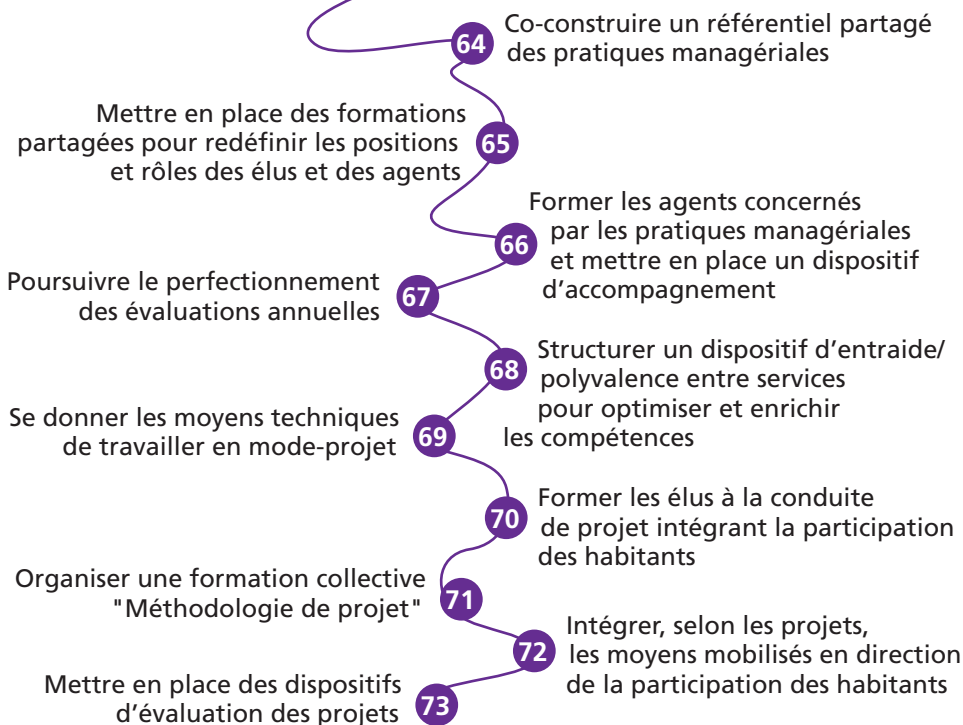 64
Co-construire un référentiel partagé
des pratiques managériales
Mettre en place des formations
partagées pour redéfinir les positions
et rôles des élus et des agents
65
66
Former les agents concernés
par les pratiques managériales
et mettre en place un dispositif
d’accompagnement
Poursuivre le perfectionnement
des évaluations annuelles
67
68
Structurer un dispositif d’entraide/
polyvalence entre services
pour optimiser et enrichir
les compétences
Se donner les moyens techniques
de travailler en mode-projet
69
70
Former les élus à la conduite
de projet intégrant la participation
des habitants
Organiser une formation collective
"Méthodologie de projet"
71
72
Intégrer, selon les projets,
les moyens mobilisés en direction
de la participation des habitants
Mettre en place des dispositifs
d’évaluation des projets
73